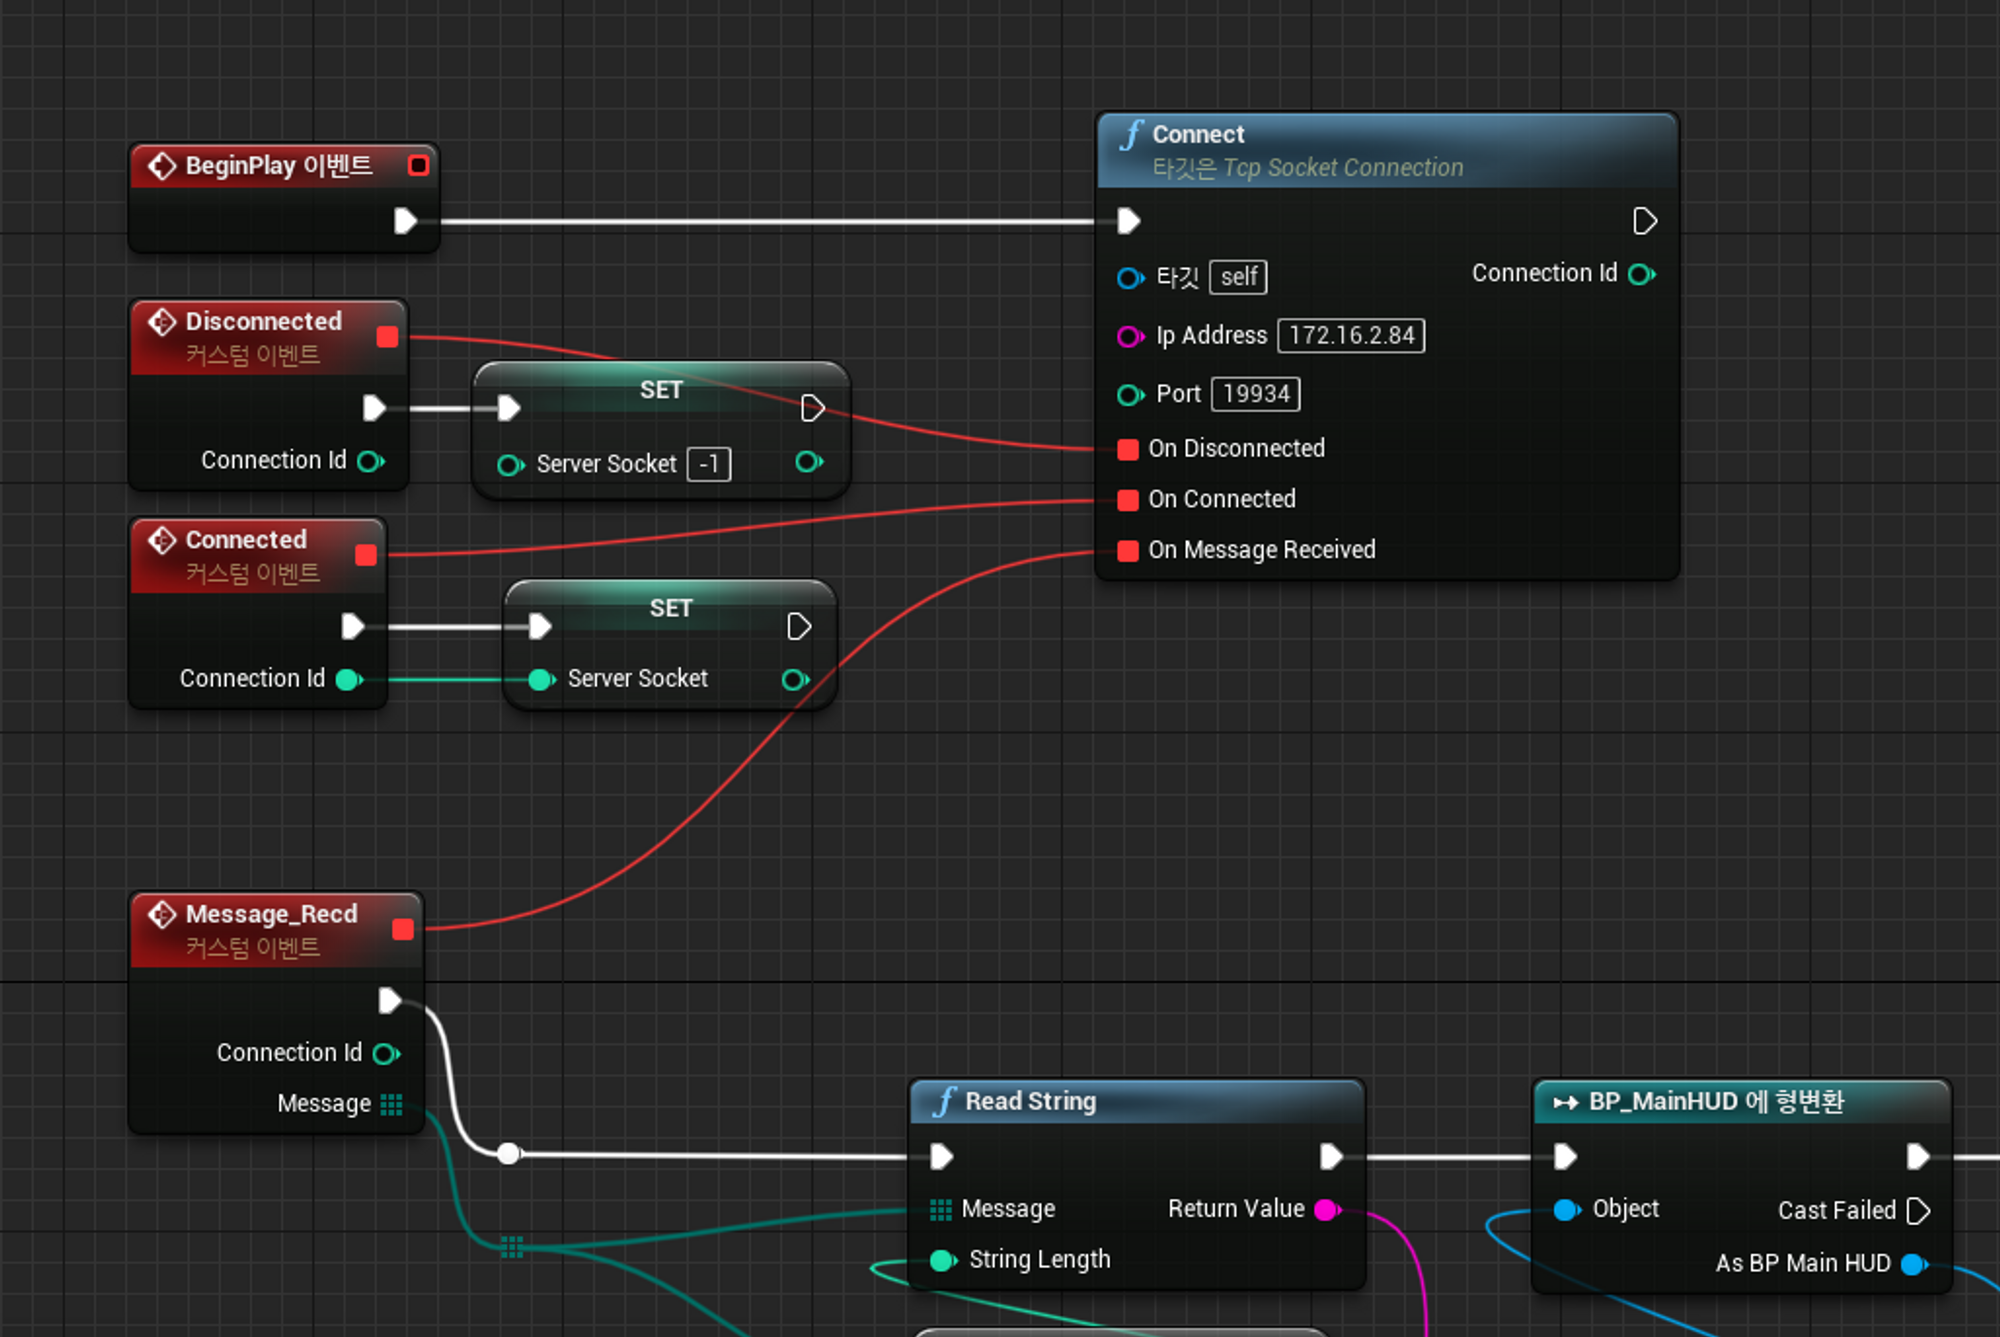 BeginPlay 이벤트
Connect
타깃은 Tcp Socket Connection
타깃 self
Connection Id
Ip Address 172.16.2.84
Port 19934
On Disconnected
On Connected
On Message Received
Disconnected
커스텀 이벤트
Connection Id
SET
Server Socket -1
Connected
커스텀 이벤트
Connection Id
SET
Server Socket
Message_Recd
커스텀 이벤트
Connection Id
Message
Read String
Message
Return Value
String Length
BP_MainHUD 에 형변환
Object
Cast Failed
As BP Main HUD